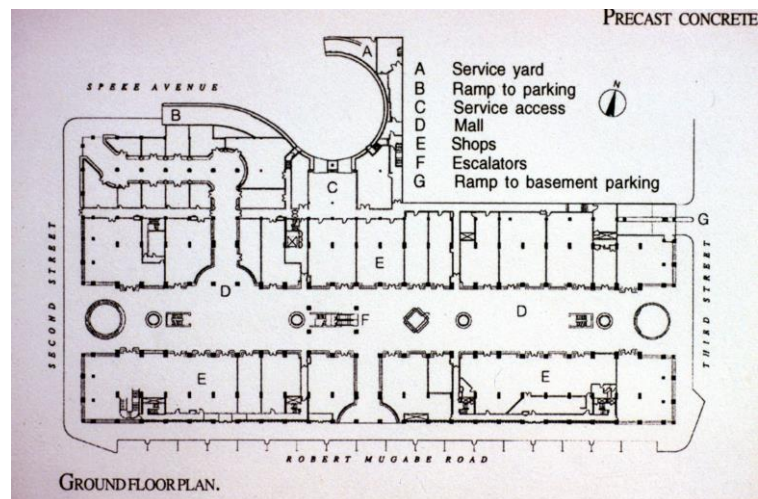 PRECAST CONCRETE
SPEKE AVENUE
A Service yard
B Ramp to parking
C Service access
D Mall
E Shops
F Escalators
G Ramp to basement parking
N
A
B
C
G
E
D
D
F
E
E
SECOND STREET
THIRD STREET
ROBERT MUGABE ROAD
GROUND FLOOR PLAN.